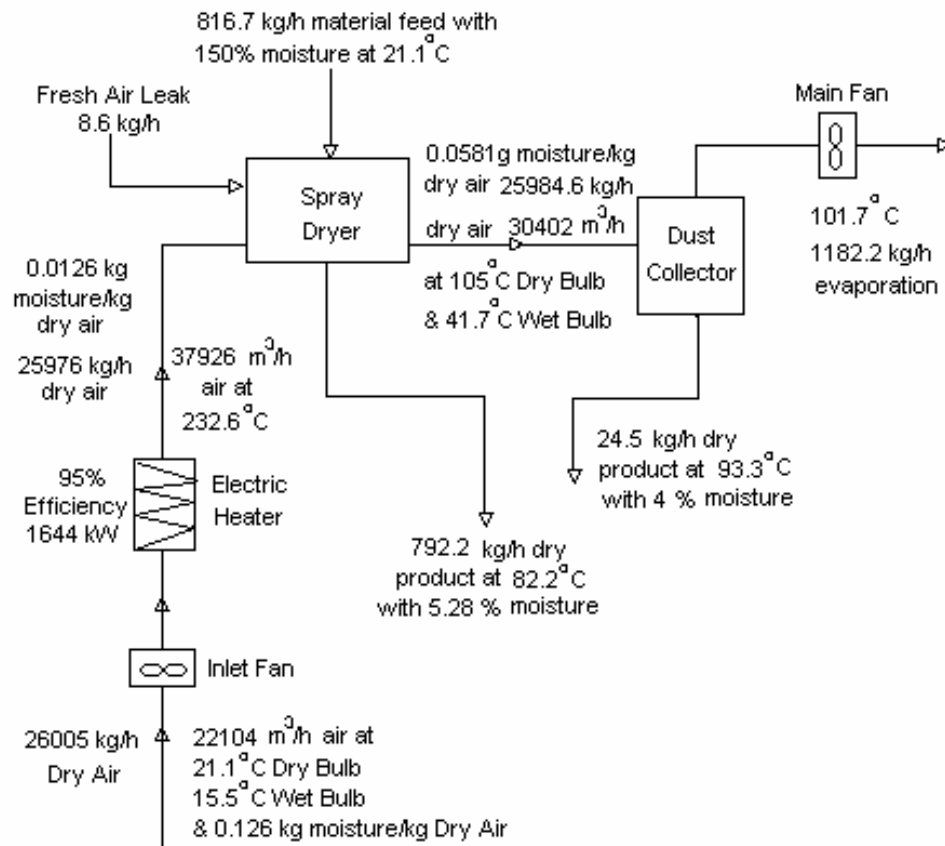 816.7 kg/h material feed with
150% moisture at 21.1°C
Fresh Air Leak
8.6 kg/h
Main Fan
Spray
Dryer
0.0581g moisture/kg
dry air 25984.6 kg/h
dry air 30402 m³/h
at 105°C Dry Bulb
& 41.7°C Wet Bulb
Dust
Collector
101.7°C
1182.2 kg/h
evaporation
0.0126 kg
moisture/kg
dry air
25976 kg/h
dry air
37926 m³/h
air at
232.6°C
95%
Efficiency
1644 kW
Electric
Heater
24.5 kg/h dry
product at 93.3°C
with 4 % moisture
792.2 kg/h dry
product at 82.2°C
with 5.28 % moisture
Inlet Fan
26005 kg/h
Dry Air
22104 m³/h air at
21.1°C Dry Bulb
15.5°C Wet Bulb
& 0.126 kg moisture/kg Dry Air